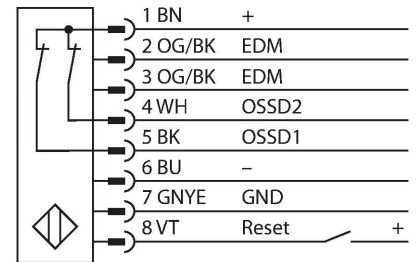 1 BN +
2 OG/BK EDM
3 OG/BK EDM
4 WH OSSD2
5 BK OSSD1
6 BU –
7 GNYE GND
8 VT Reset +